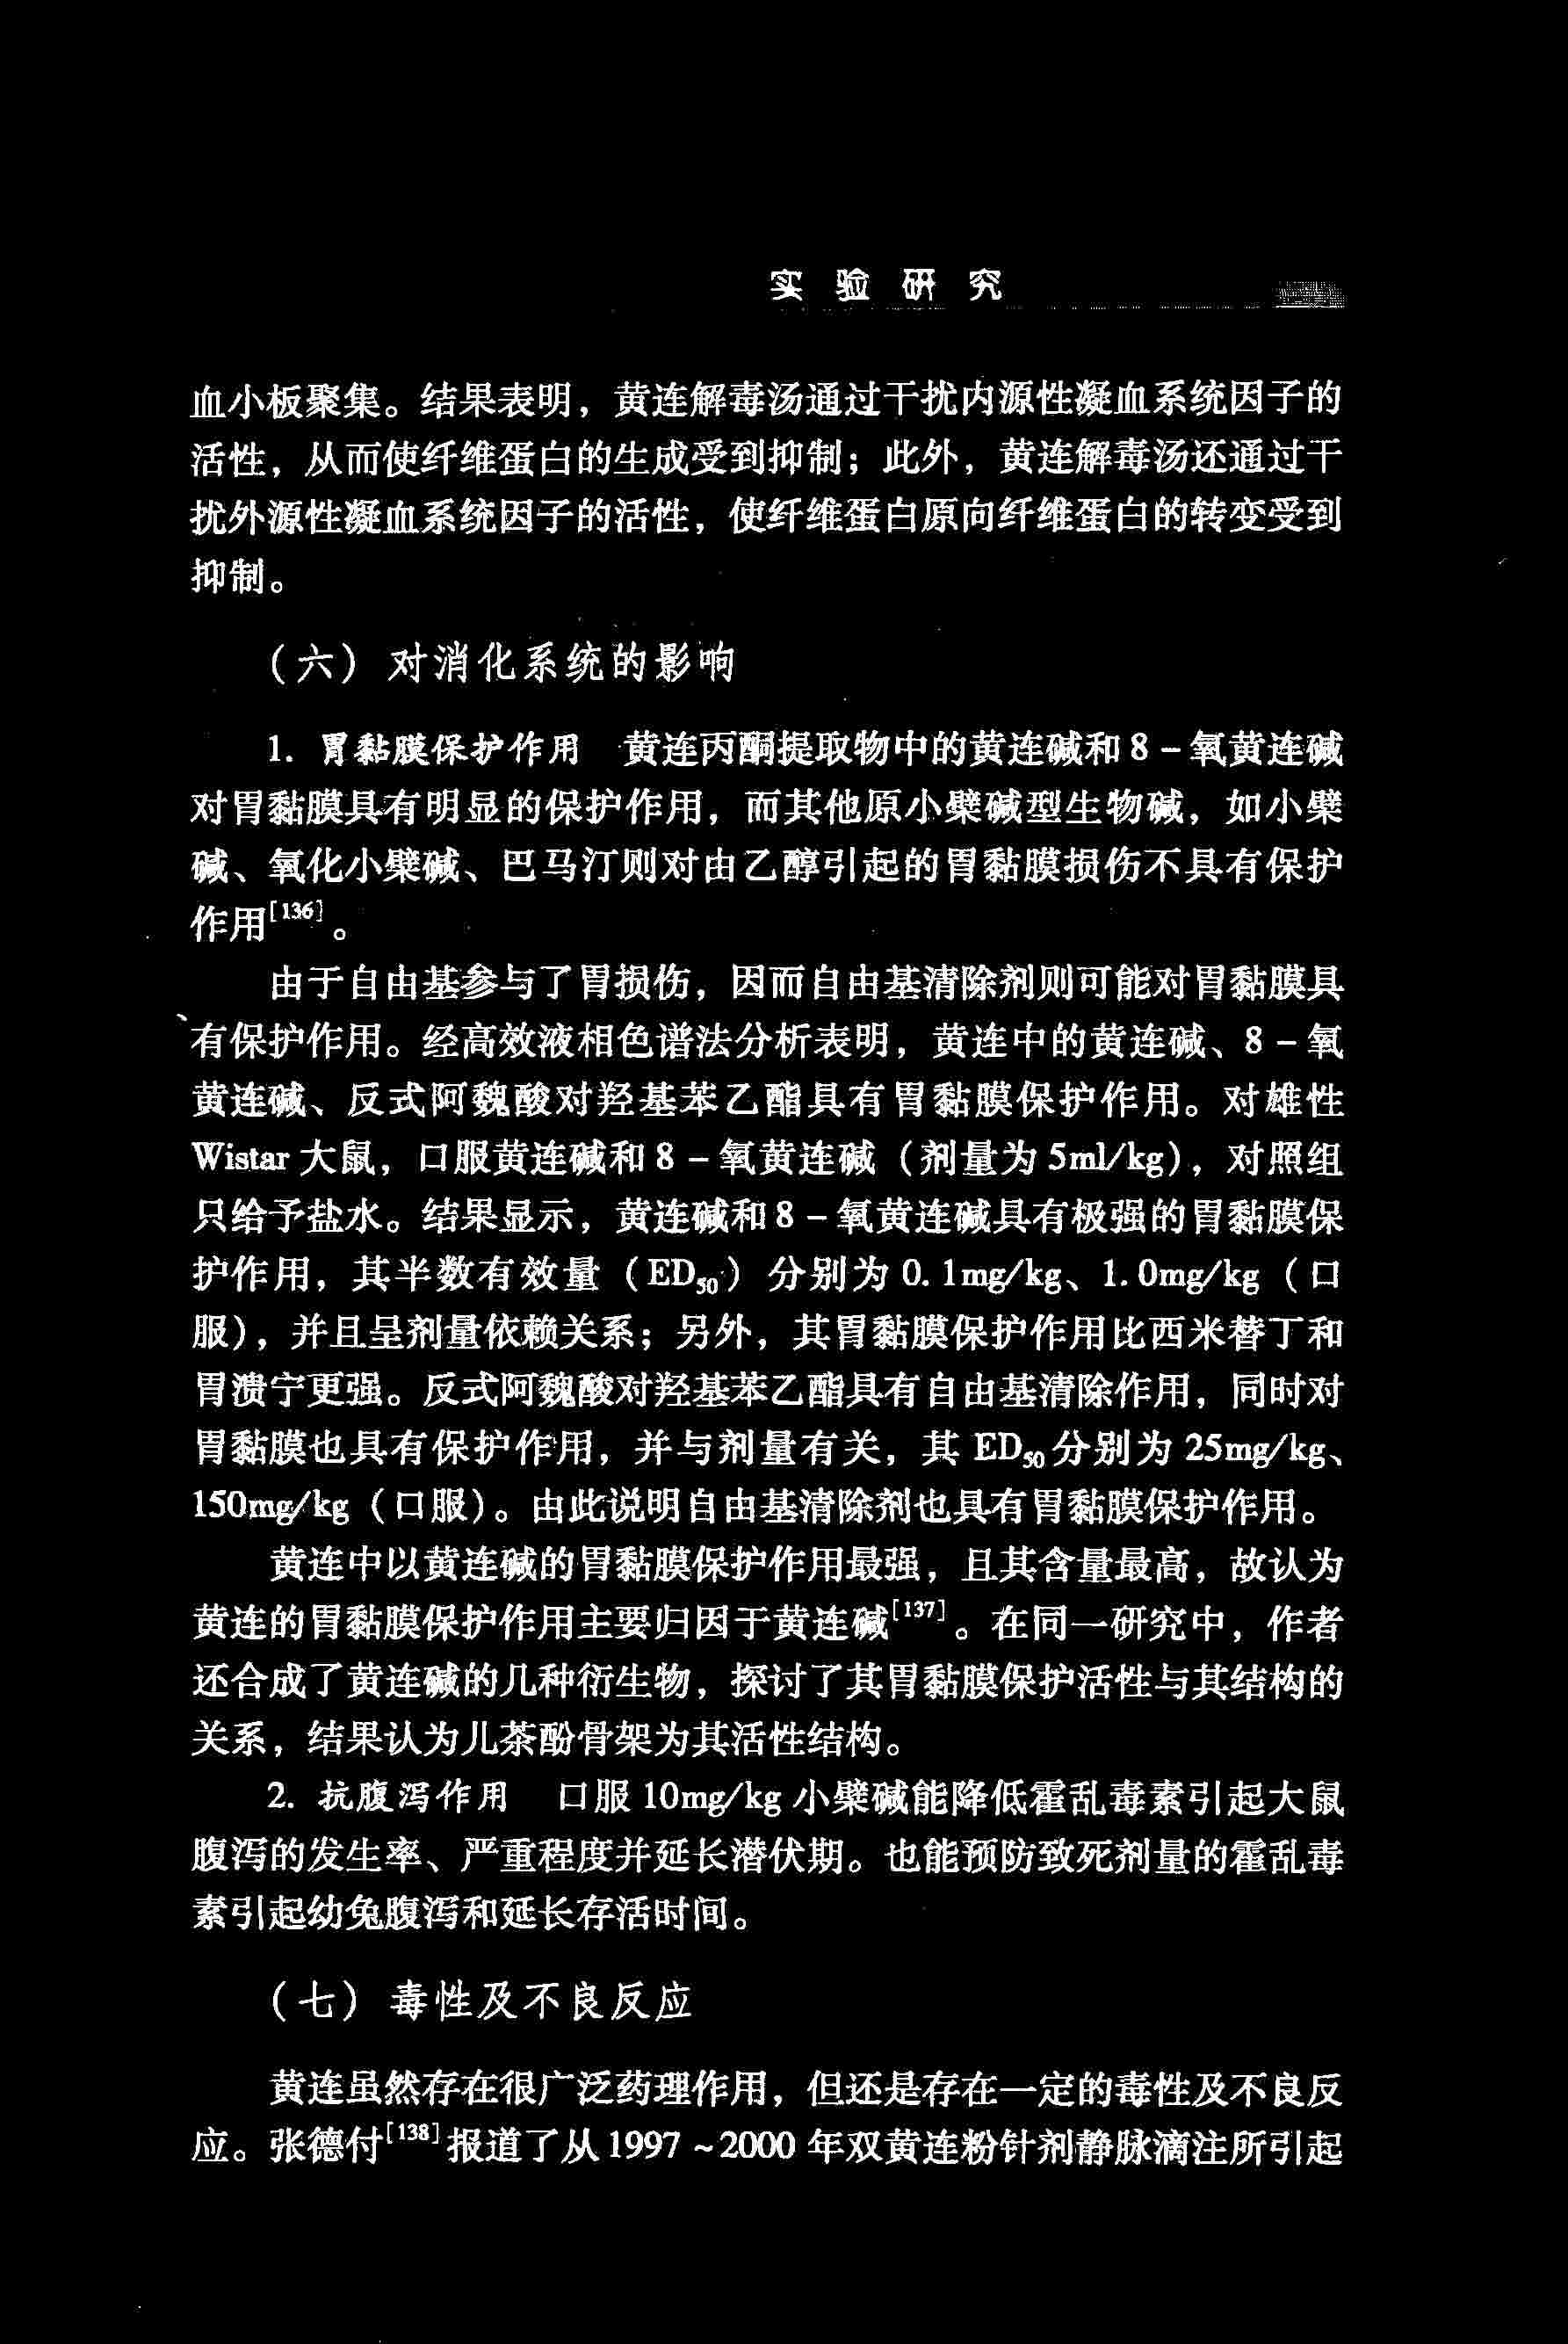 实验研究
血小板聚集。结果表明，黄连解毒汤通过干扰内源性凝血系统因子的
活性，从而使纤维蛋白的生成受到抑制；此外，黄连解毒汤还通过干
扰外源性凝血系统因子的活性，使纤维蛋白原向纤维蛋白的转变受到
抑制。
（六）对消化系统的影响
1. 胃黏膜保护作用　黄连丙酮提取物中的黄连碱和8－氧黄连碱
对胃黏膜具有明显的保护作用，而其他原小檗碱型生物碱，如小檗
碱、氧化小檗碱、巴马汀则对由乙醇引起的胃黏膜损伤不具有保护
作用[136]。
由于自由基参与了胃损伤，因而自由基清除剂则可能对胃黏膜具
有保护作用。经高效液相色谱法分析表明，黄连中的黄连碱、8－氧
黄连碱、反式阿魏酸对羟基苯乙酯具有胃黏膜保护作用。对雄性
Wistar 大鼠，口服黄连碱和8－氧黄连碱（剂量为5ml/kg），对照组
只给予盐水。结果显示，黄连碱和8－氧黄连碱具有极强的胃黏膜保
护作用，其半数有效量（ED50）分别为0.1mg/kg、1.0mg/kg（口
服），并且呈剂量依赖关系；另外，其胃黏膜保护作用比西米替丁和
胃溃宁更强。反式阿魏酸对羟基苯乙酯具有自由基清除作用，同时对
胃黏膜也具有保护作用，并与剂量有关，其ED50分别为25mg/kg、
150mg/kg（口服）。由此说明自由基清除剂也具有胃黏膜保护作用。
黄连中以黄连碱的胃黏膜保护作用最强，且其含量最高，故认为
黄连的胃黏膜保护作用主要归因于黄连碱[137]。在同一研究中，作者
还合成了黄连碱的几种衍生物，探讨了其胃黏膜保护活性与其结构的
关系，结果认为儿茶酚骨架为其活性结构。
2. 抗腹泻作用　口服10mg/kg小檗碱能降低霍乱毒素引起大鼠
腹泻的发生率、严重程度并延长潜伏期。也能预防致死剂量的霍乱毒
素引起幼兔腹泻和延长存活时间。
（七）毒性及不良反应
黄连虽然存在很广泛药理作用，但还是存在一定的毒性及不良反
应。张德付[138]报道了从1997～2000年双黄连粉针剂静脉滴注所引起